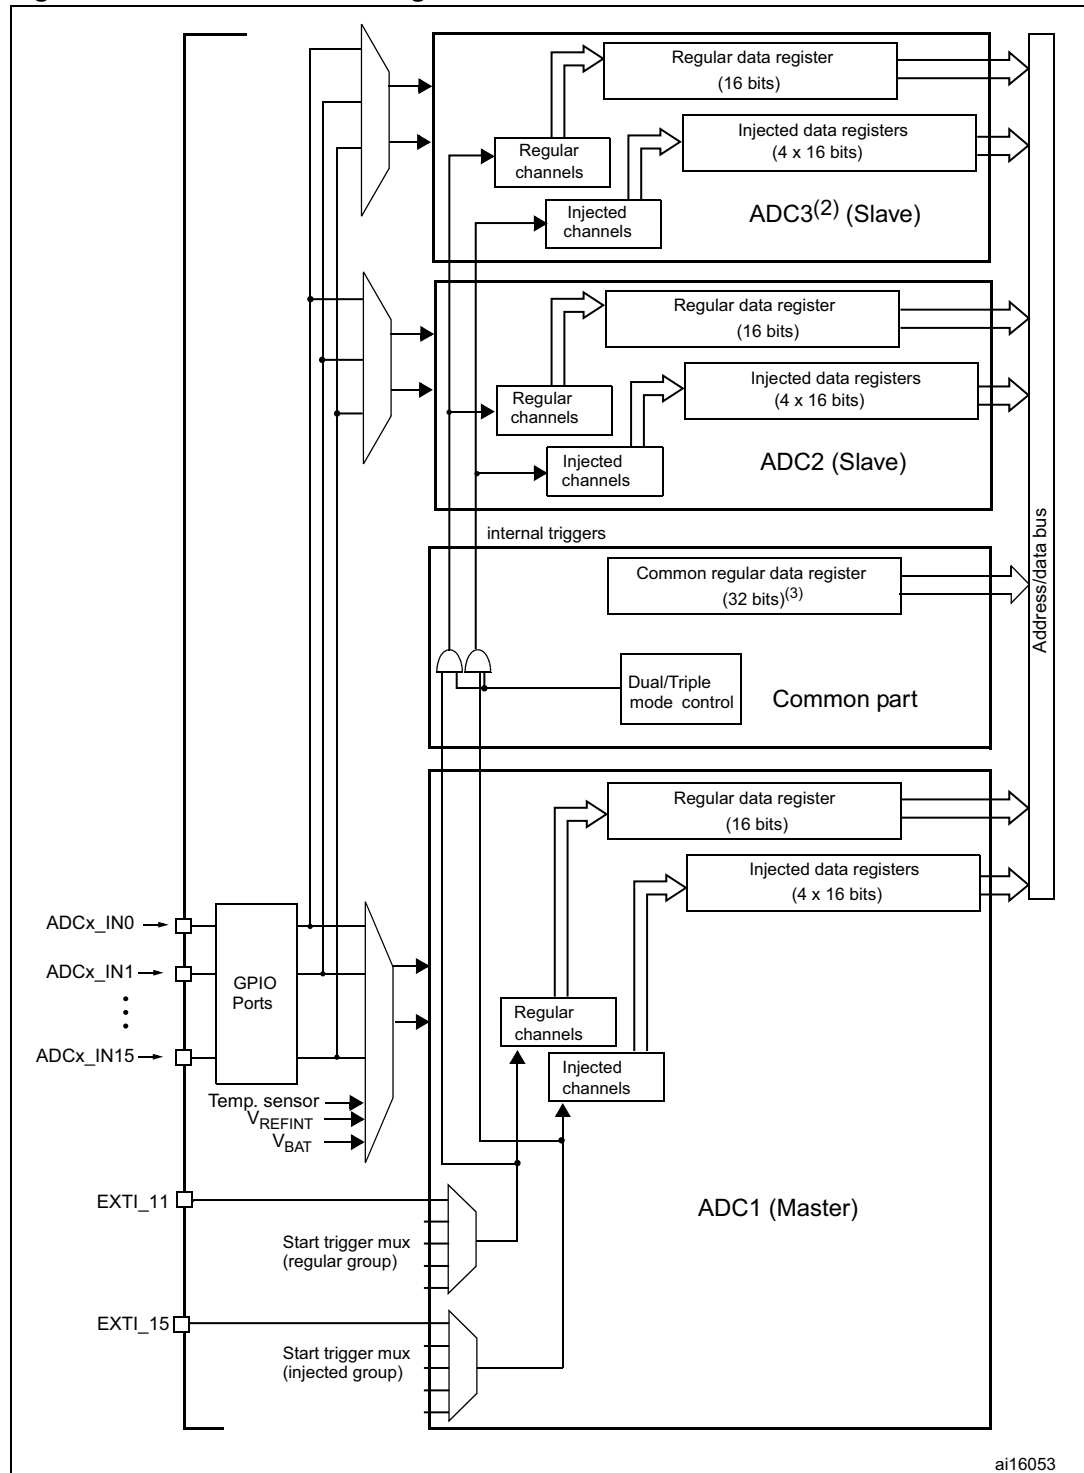 Regular data register
(16 bits)
Injected data registers
(4 x 16 bits)
Regular
channels
Injected
channels
ADC3(2) (Slave)
Regular data register
(16 bits)
Injected data registers
(4 x 16 bits)
Regular
channels
Injected
channels
ADC2 (Slave)
internal triggers
Common regular data register
(32 bits)(3)
Dual/Triple
mode control
Common part
Address/data bus
Regular data register
(16 bits)
Injected data registers
(4 x 16 bits)
Regular
channels
Injected
channels
ADC1 (Master)
ADCx_IN0
ADCx_IN1
ADCx_IN15
GPIO
Ports
Temp. sensor
VREFINT
VBAT
EXTI_11
Start trigger mux
(regular group)
EXTI_15
Start trigger mux
(injected group)
ai16053